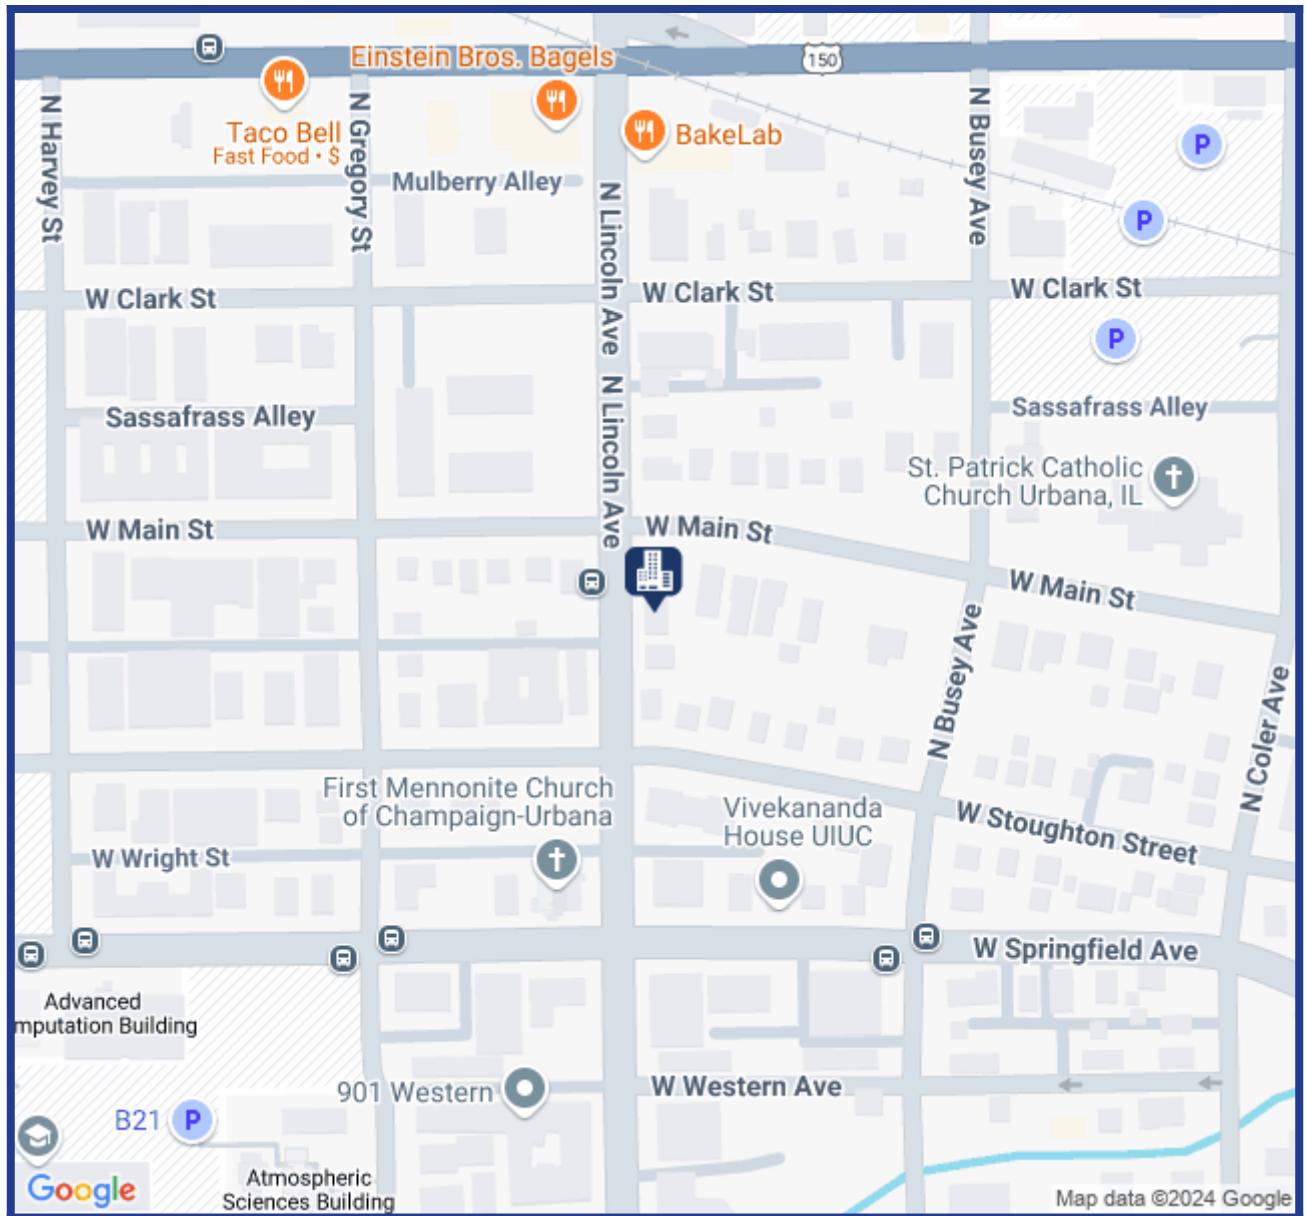 150
Einstein Bros. Bagels
Taco Bell
Fast Food • $
BakeLab
P
P
N Harvey St
N Gregory St
Mulberry Alley
N Lincoln Ave
N Busey Ave
W Clark St
W Clark St
W Clark St
P
N Lincoln Ave
Sassafrass Alley
Sassafrass Alley
St. Patrick Catholic
Church Urbana, IL
W Main St
W Main St
W Main St
N Busey Ave
N Coler Ave
First Mennonite Church
of Champaign-Urbana
Vivekananda
House UIUC
W Stoughton Street
W Wright St
W Springfield Ave
Advanced
mputation Building
901 Western
W Western Ave
B21
P
Atmospheric
Sciences Building
Google
Map data ©2024 Google